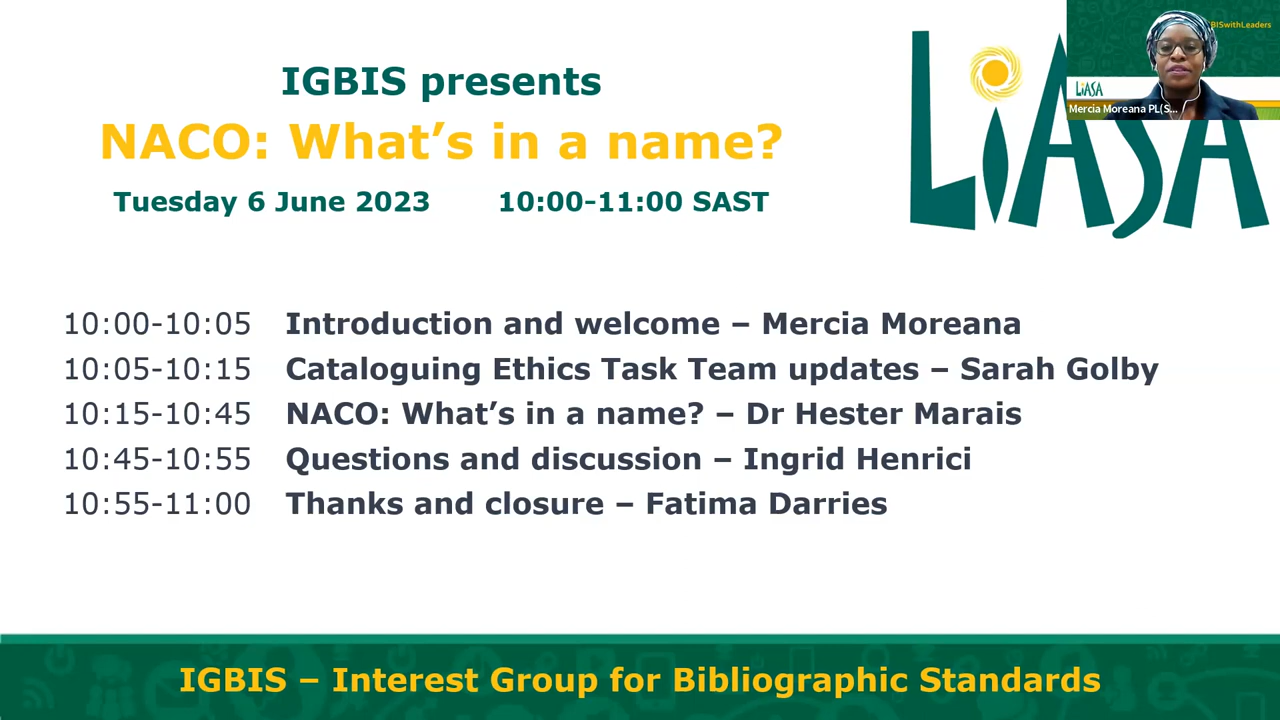 IGBIS presents
NACO: What's in a name?
Tuesday 6 June 2023 10:00-11:00 SAST
LiASA
BISwithLeaders
LiASA
Mercia Moreana PL(S...
10:00-10:05 Introduction and welcome – Mercia Moreana
10:05-10:15 Cataloguing Ethics Task Team updates – Sarah Golby
10:15-10:45 NACO: What's in a name? – Dr Hester Marais
10:45-10:55 Questions and discussion – Ingrid Henrici
10:55-11:00 Thanks and closure – Fatima Darries
IGBIS – Interest Group for Bibliographic Standards